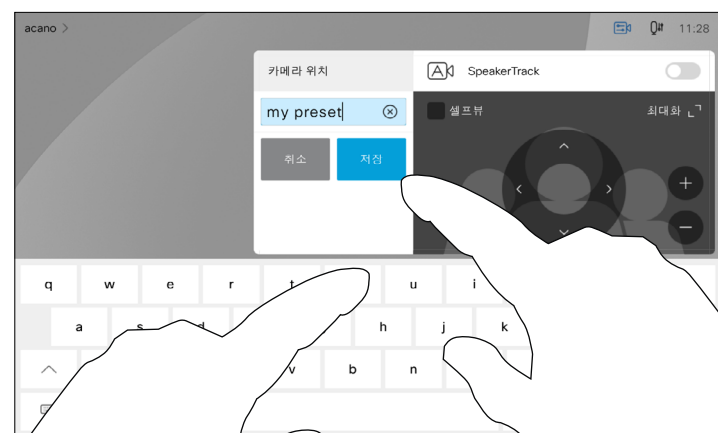 acano >
11:28
카메라 위치
SpeakerTrack
my preset
셀프뷰
최대화
취소
저장
q w e r t u i
a s d h j k
v b n